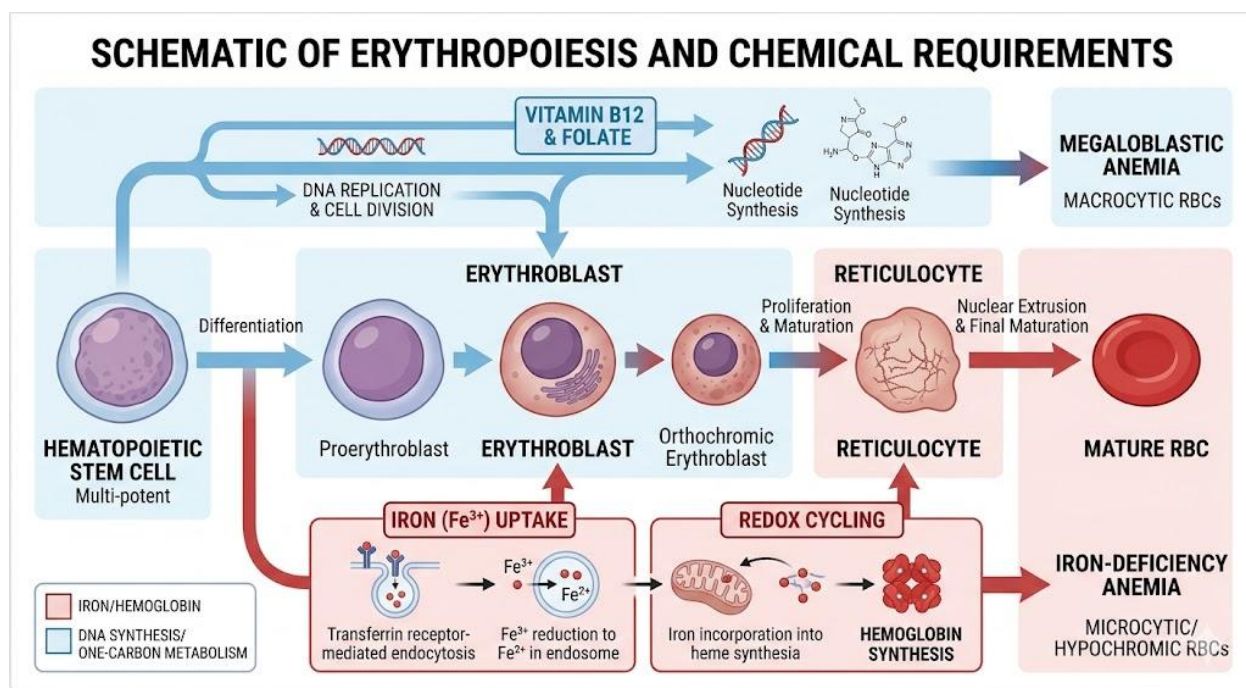 SCHEMATIC OF ERYTHROPOIESIS AND CHEMICAL REQUIREMENTS
VITAMIN B12
& FOLATE
DNA REPLICATION
& CELL DIVISION
Nucleotide
Synthesis
O
N
O
O
H₂N
O
N
N
N
N
H
Nucleotide
Synthesis
MEGALOBLASTIC
ANEMIA
MACROCYTIC RBCs
HEMATOPOIETIC
STEM CELL
Multi-potent
Differentiation
ERYTHROBLAST
Proerythroblast
ERYTHROBLAST
Orthochromic
Erythroblast
Proliferation
& Maturation
RETICULOCYTE
RETICULOCYTE
Nuclear Extrusion
& Final Maturation
MATURE RBC
IRON (Fe³⁺) UPTAKE
Transferrin receptor-
mediated endocytosis
Fe³⁺
Fe²⁺
Fe³⁺ reduction to
Fe²⁺ in endosome
REDOX CYCLING
Iron incorporation into
heme synthesis
HEMOGLOBIN
SYNTHESIS
IRON-DEFICIENCY
ANEMIA
MICROCYTIC/
HYPOCHROMIC RBCs
IRON/HEMOGLOBIN
DNA SYNTHESIS/
ONE-CARBON METABOLISM